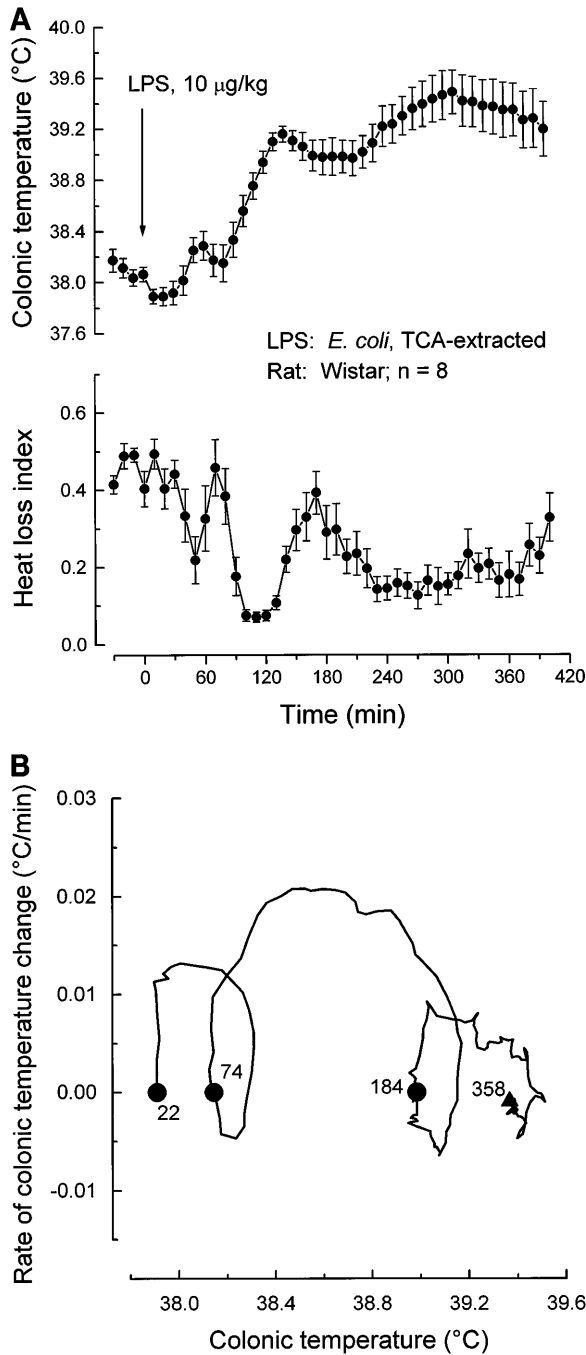 A
Colonic temperature (°C)
40.0
39.6
39.2
38.8
38.4
38.0
37.6
LPS, 10 μg/kg
LPS: E. coli, TCA-extracted
Rat: Wistar; n = 8
Heat loss index
0.6
0.4
0.2
0.0
0 60 120 180 240 300 360 420
Time (min)
B
Rate of colonic temperature change (°C/min)
0.03
0.02
0.01
0.00
-0.01
22
74
184
358
38.0 38.4 38.8 39.2 39.6
Colonic temperature (°C)